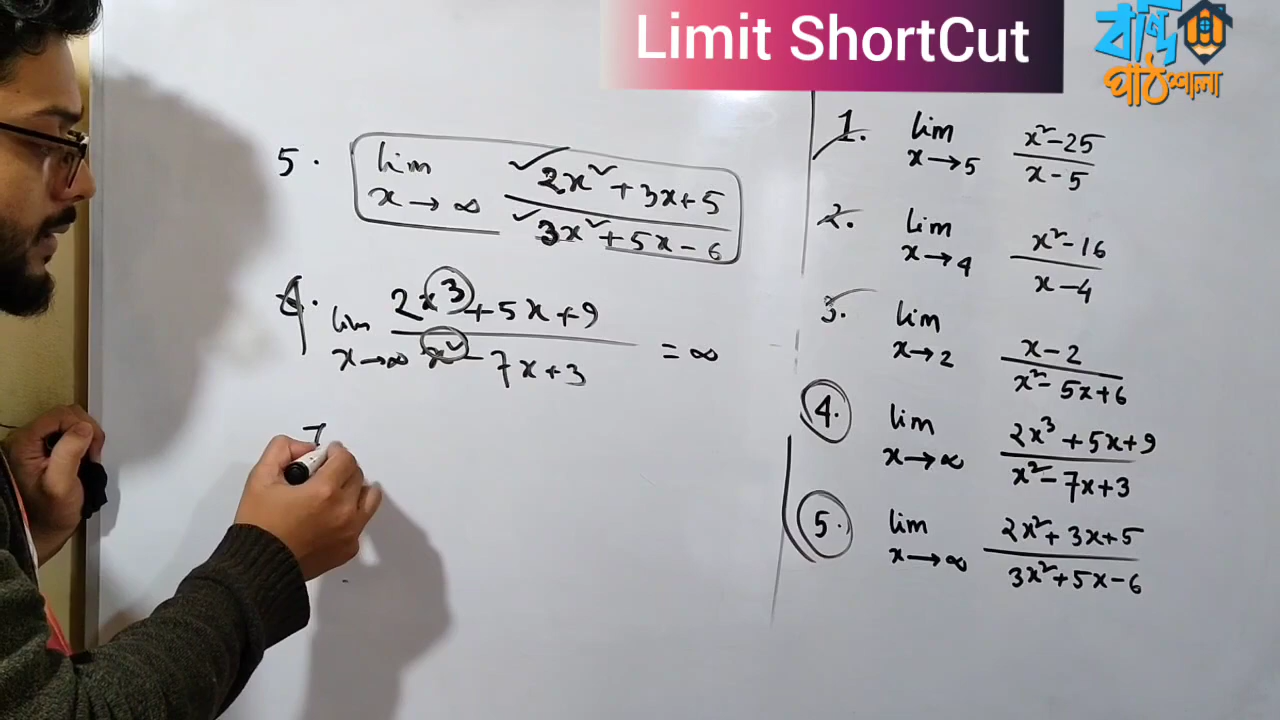 Limit ShortCut
বন্দি
পাঠশালা
5. lim x→∞ 2x²+3x+5 / 3x²+5x-6
4. lim x→∞ 2x³+5x+9 / x²-7x+3 = ∞
7
1. lim x→5 x²-25 / x-5
2. lim x→4 x²-16 / x-4
3. lim x→2 x-2 / x²-5x+6
4. lim x→∞ 2x³+5x+9 / x²-7x+3
5. lim x→∞ 2x²+3x+5 / 3x²+5x-6